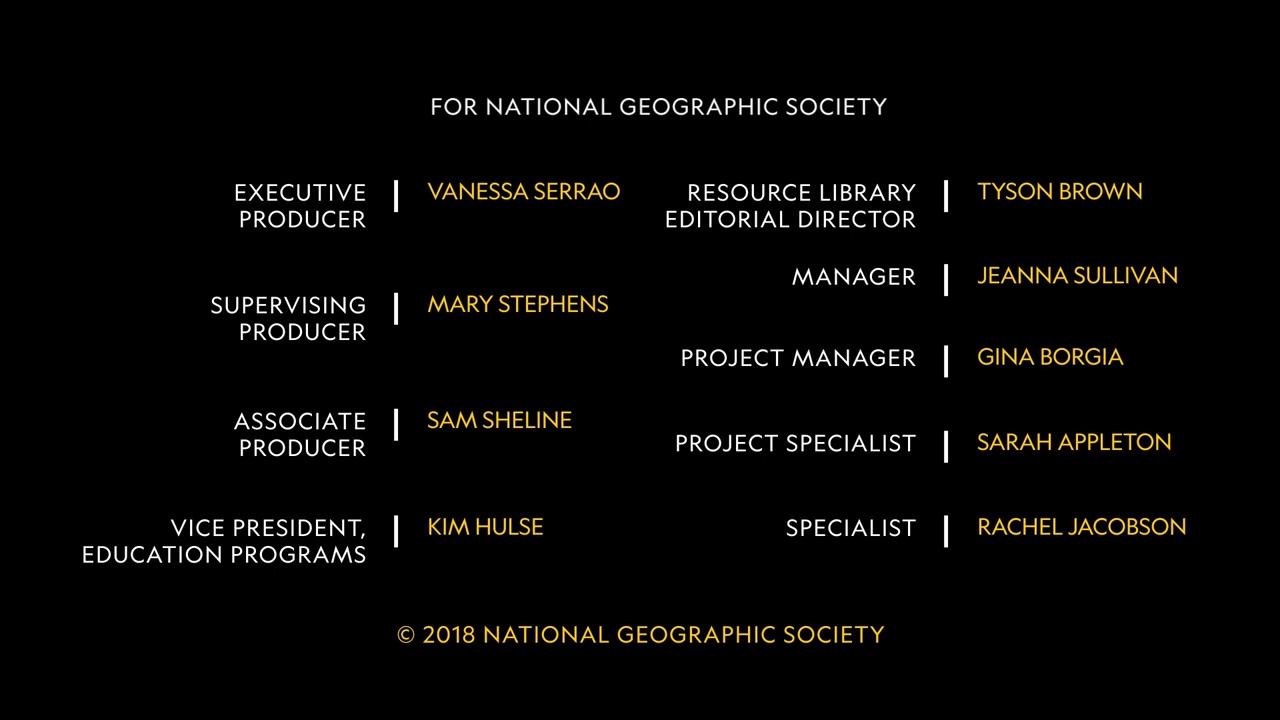 FOR NATIONAL GEOGRAPHIC SOCIETY
EXECUTIVE
PRODUCER
VANESSA SERRAO
SUPERVISING
PRODUCER
MARY STEPHENS
ASSOCIATE
PRODUCER
SAM SHELINE
VICE PRESIDENT,
EDUCATION PROGRAMS
KIM HULSE
RESOURCE LIBRARY
EDITORIAL DIRECTOR
TYSON BROWN
MANAGER
JEANNA SULLIVAN
PROJECT MANAGER
GINA BORGIA
PROJECT SPECIALIST
SARAH APPLETON
SPECIALIST
RACHEL JACOBSON
© 2018 NATIONAL GEOGRAPHIC SOCIETY